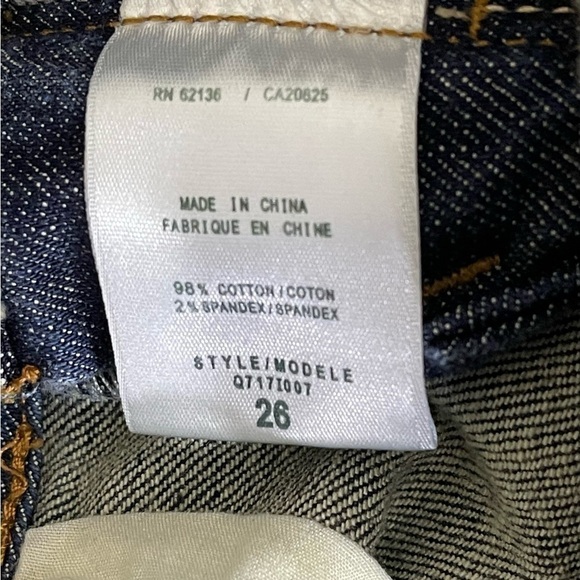 RN 62136 / CA20625
MADE IN CHINA
FABRIQUE EN CHINE
98% COTTON/COTON
2% SPANDEX/SPANDEX
STYLE/MODELE
Q717I007
26